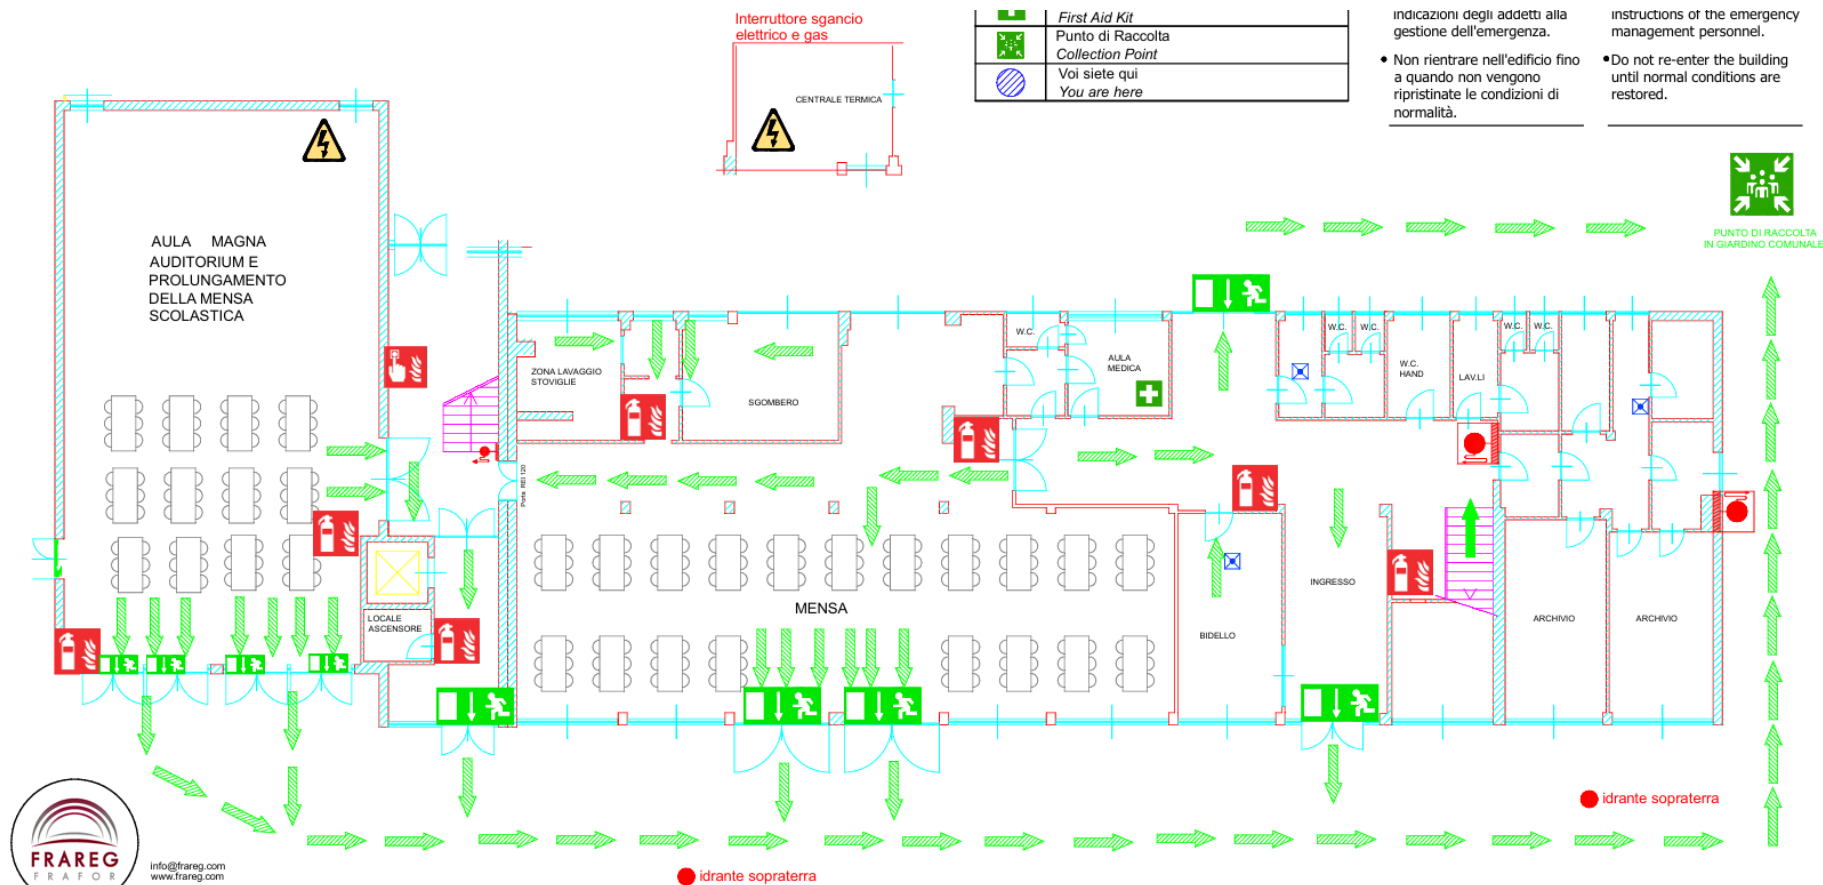 Interruttore sgancio
elettrico e gas
CENTRALE TERMICA
First Aid Kit
Punto di Raccolta
Collection Point
Voi siete qui
You are here
indicazioni degli addetti alla
gestione dell'emergenza.
• Non rientrare nell'edificio fino
a quando non vengono
ripristinate le condizioni di
normalità.
instructions of the emergency
management personnel.
• Do not re-enter the building
until normal conditions are
restored.
PUNTO DI RACCOLTA
IN GIARDINO COMUNALE
AULA MAGNA
AUDITORIUM E
PROLUNGAMENTO
DELLA MENSA
SCOLASTICA
ZONA LAVAGGIO
STOVIGLIE
SGOMBERO
W.C.
AULA
MEDICA
W.C.
W.C.
W.C.
HAND
LAV.LI
W.C.
W.C.
Porta REI 120
LOCALE
ASCENSORE
MENSA
BIDELLO
INGRESSO
ARCHIVIO
ARCHIVIO
idrante sopraterra
idrante sopraterra
FRAREG
FRAFOR
info@frareg.com
www.frareg.com